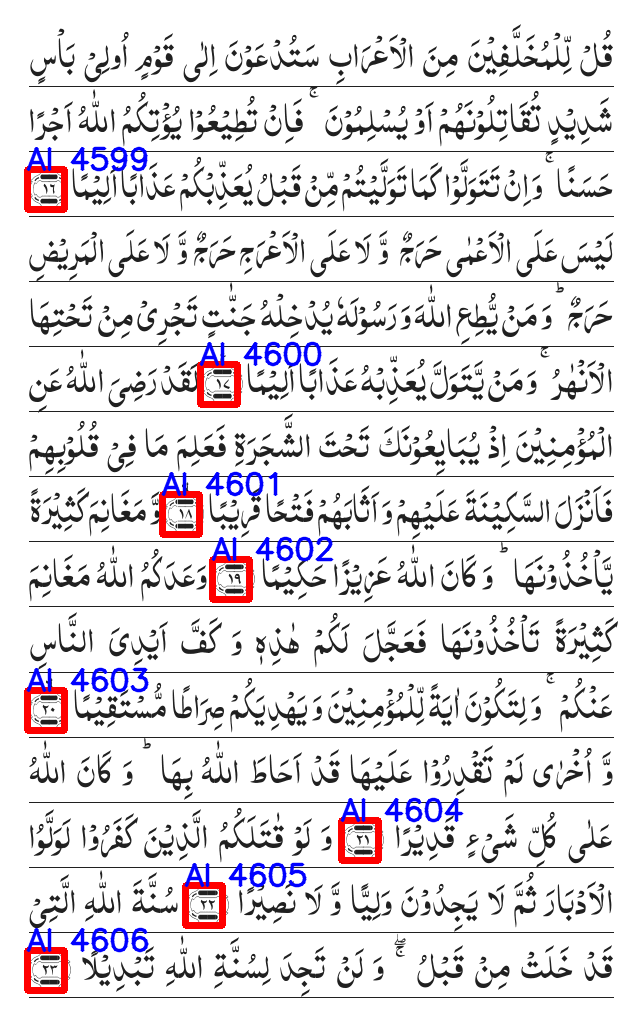 قُلْ لِّلْمُخَلَّفِيْنَ مِنَ الْاَعْرَابِ سَتُدْعَوْنَ اِلٰى قَوْمٍ اُولِيْ بَاْسٍ
شَدِيْدٍ تُقَاتِلُوْنَهُمْ اَوْ يُسْلِمُوْنَ ۚ فَاِنْ تُطِيْعُوْا يُؤْتِكُمُ اللّٰهُ اَجْرًا
حَسَنًا ۚ وَاِنْ تَتَوَلَّوْا كَمَا تَوَلَّيْتُمْ مِّنْ قَبْلُ يُعَذِّبْكُمْ عَذَابًا اَلِيْمًا ١٦ AI 4599
لَيْسَ عَلَى الْاَعْمٰى حَرَجٌ وَّ لَا عَلَى الْاَعْرَجِ حَرَجٌ وَّ لَا عَلَى الْمَرِيْضِ
حَرَجٌ ؕ وَ مَنْ يُّطِعِ اللّٰهَ وَ رَسُوْلَهٗ يُدْخِلْهُ جَنّٰتٍ تَجْرِيْ مِنْ تَحْتِهَا
الْاَنْهٰرُ ۚ وَ مَنْ يَّتَوَلَّ يُعَذِّبْهُ عَذَابًا اَلِيْمًا ١٧ AI 4600 لَقَدْ رَضِيَ اللّٰهُ عَنِ
الْمُؤْمِنِيْنَ اِذْ يُبَايِعُوْنَكَ تَحْتَ الشَّجَرَةِ فَعَلِمَ مَا فِيْ قُلُوْبِهِمْ
فَاَنْزَلَ السَّكِيْنَةَ عَلَيْهِمْ وَ اَثَابَهُمْ فَتْحًا قَرِيْبًا ١٨ AI 4601 وَّ مَغَانِمَ كَثِيْرَةً
يَّاْخُذُوْنَهَا ؕ وَ كَانَ اللّٰهُ عَزِيْزًا حَكِيْمًا ١٩ AI 4602 وَعَدَكُمُ اللّٰهُ مَغَانِمَ
كَثِيْرَةً تَاْخُذُوْنَهَا فَعَجَّلَ لَكُمْ هٰذِهٖ وَ كَفَّ اَيْدِيَ النَّاسِ
عَنْكُمْ ۚ وَ لِتَكُوْنَ اٰيَةً لِّلْمُؤْمِنِيْنَ وَ يَهْدِيَكُمْ صِرَاطًا مُّسْتَقِيْمًا ٢٠ AI 4603
وَّ اُخْرٰى لَمْ تَقْدِرُوْا عَلَيْهَا قَدْ اَحَاطَ اللّٰهُ بِهَا ؕ وَ كَانَ اللّٰهُ
عَلٰى كُلِّ شَيْءٍ قَدِيْرًا ٢١ AI 4604 وَ لَوْ قٰتَلَكُمُ الَّذِيْنَ كَفَرُوْا لَوَلَّوُا
الْاَدْبَارَ ثُمَّ لَا يَجِدُوْنَ وَلِيًّا وَّ لَا نَصِيْرًا ٢٢ AI 4605 سُنَّةَ اللّٰهِ الَّتِيْ
قَدْ خَلَتْ مِنْ قَبْلُ ۖۚ وَ لَنْ تَجِدَ لِسُنَّةِ اللّٰهِ تَبْدِيْلًا ٢٣ AI 4606